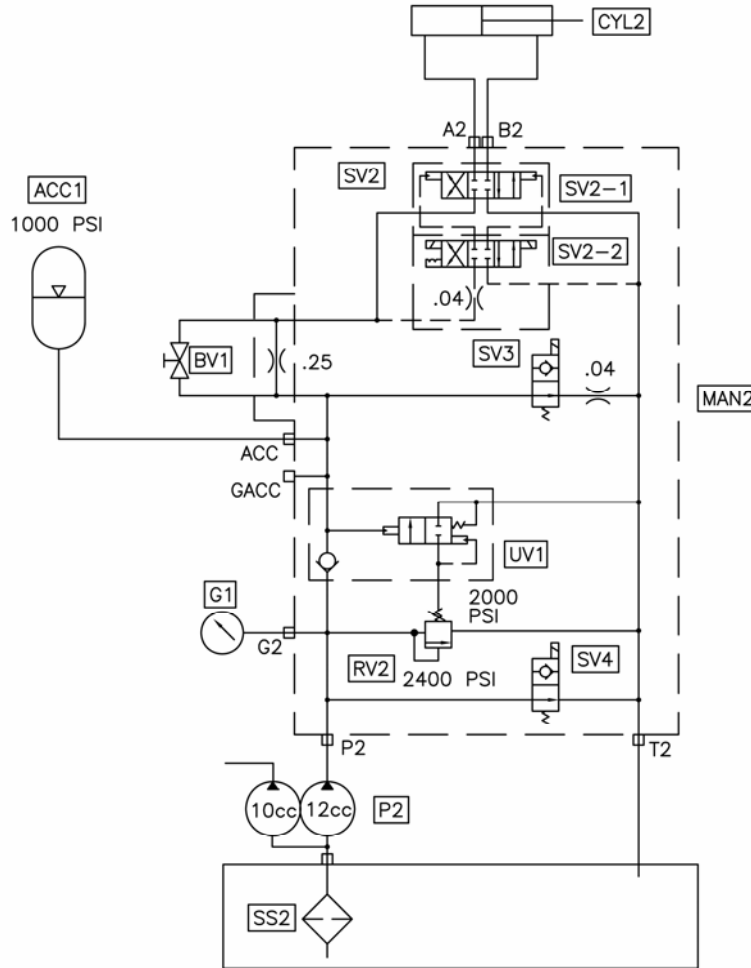 CYL2
A2 B2
SV2
SV2-1
ACC1
1000 PSI
SV2-2
.04
SV3
BV1
.25
.04
MAN2
ACC
GACC
UV1
G1
2000
PSI
G2
SV4
RV2
2400 PSI
P2
T2
10cc
12cc
P2
SS2